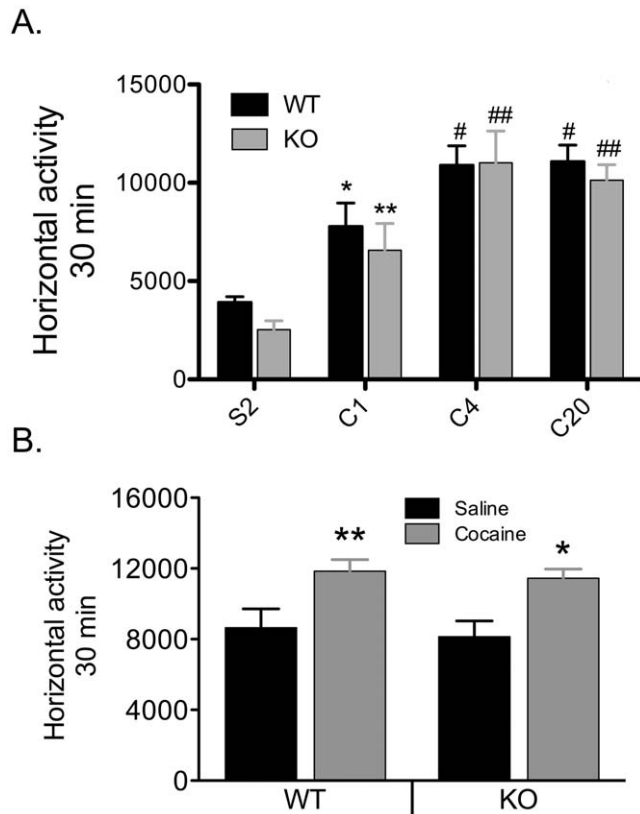 A.
Horizontal activity
30 min
15000
10000
5000
0
WT
KO
* ** # ## # ##
S2 C1 C4 C20
B.
Horizontal activity
30 min
16000
12000
8000
4000
0
Saline
Cocaine
** *
WT KO